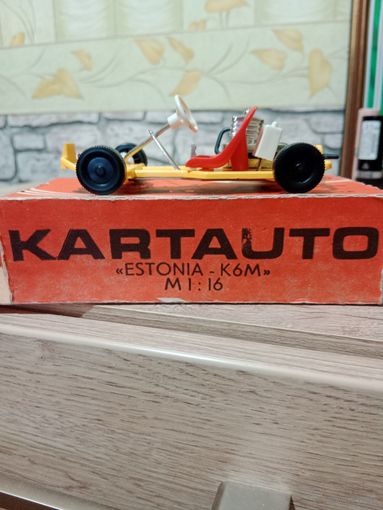 KARTAUTO
«ESTONIA - K6M»
M 1 : 16